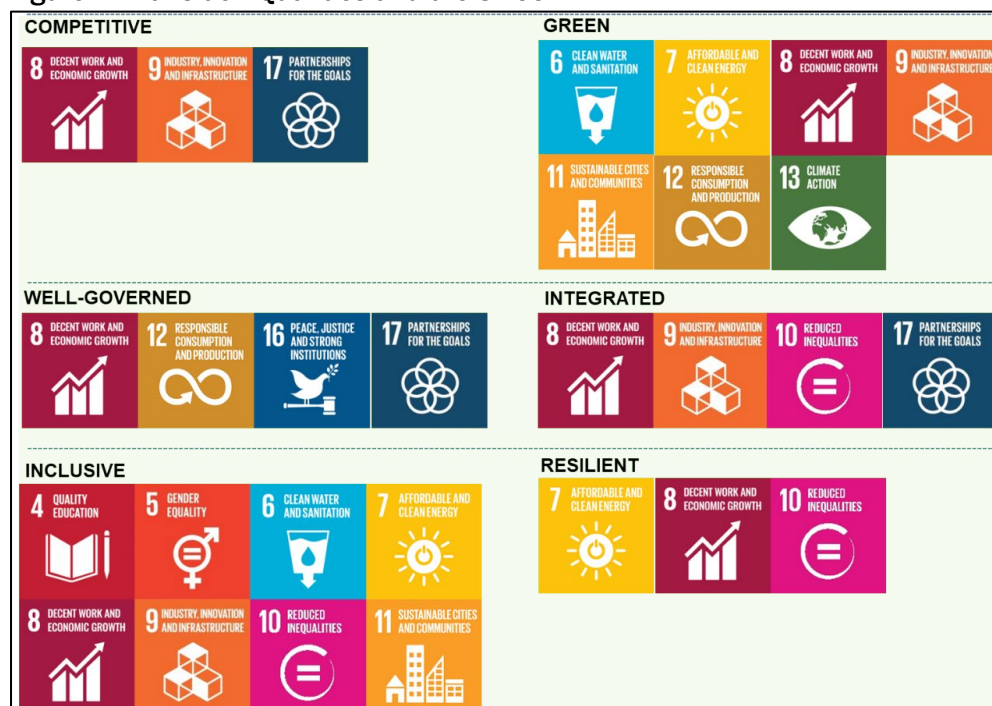 COMPETITIVE
8 DECENT WORK AND
ECONOMIC GROWTH
9 INDUSTRY, INNOVATION
AND INFRASTRUCTURE
17 PARTNERSHIPS
FOR THE GOALS
GREEN
6 CLEAN WATER
AND SANITATION
7 AFFORDABLE AND
CLEAN ENERGY
8 DECENT WORK AND
ECONOMIC GROWTH
9 INDUSTRY, INNOVATION
AND INFRASTRUCTURE
11 SUSTAINABLE CITIES
AND COMMUNITIES
12 RESPONSIBLE
CONSUMPTION
AND PRODUCTION
13 CLIMATE
ACTION
WELL-GOVERNED
8 DECENT WORK AND
ECONOMIC GROWTH
12 RESPONSIBLE
CONSUMPTION
AND PRODUCTION
16 PEACE, JUSTICE
AND STRONG
INSTITUTIONS
17 PARTNERSHIPS
FOR THE GOALS
INTEGRATED
8 DECENT WORK AND
ECONOMIC GROWTH
9 INDUSTRY, INNOVATION
AND INFRASTRUCTURE
10 REDUCED
INEQUALITIES
17 PARTNERSHIPS
FOR THE GOALS
INCLUSIVE
4 QUALITY
EDUCATION
5 GENDER
EQUALITY
6 CLEAN WATER
AND SANITATION
7 AFFORDABLE AND
CLEAN ENERGY
8 DECENT WORK AND
ECONOMIC GROWTH
9 INDUSTRY, INNOVATION
AND INFRASTRUCTURE
10 REDUCED
INEQUALITIES
11 SUSTAINABLE CITIES
AND COMMUNITIES
RESILIENT
7 AFFORDABLE AND
CLEAN ENERGY
8 DECENT WORK AND
ECONOMIC GROWTH
10 REDUCED
INEQUALITIES